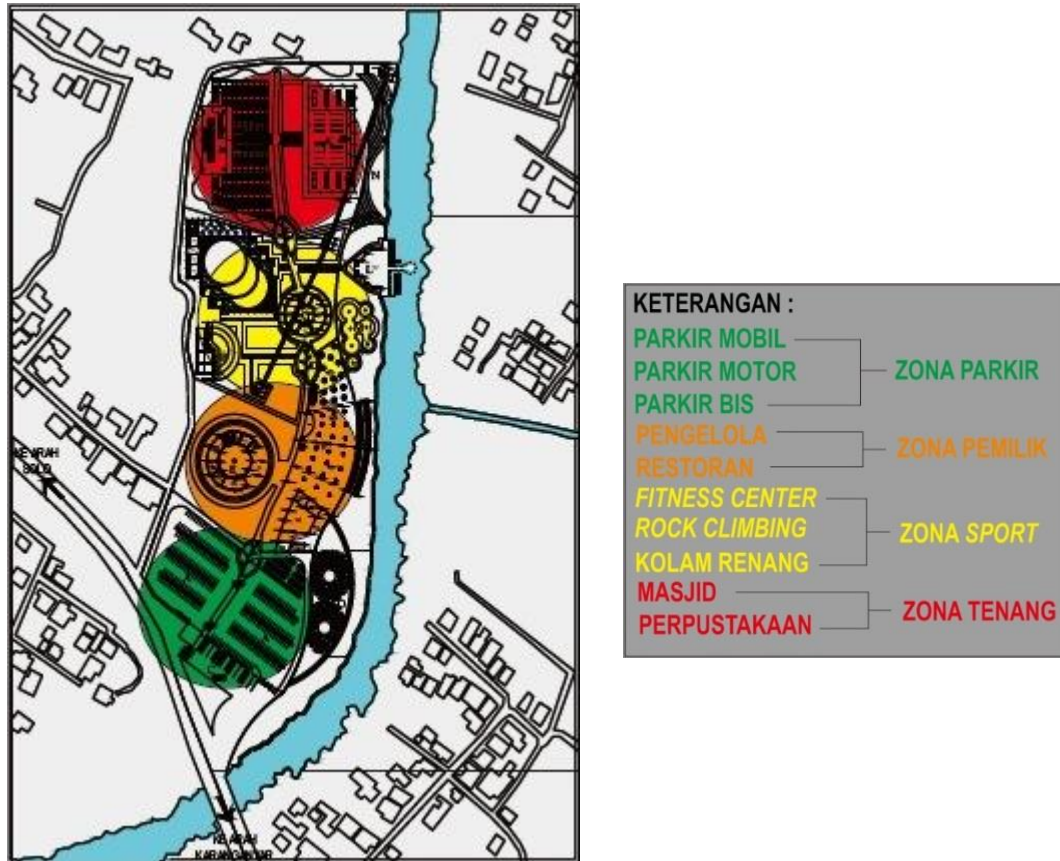 KE ARAH
SOLO
KE ARAH
KARANGANYAR
KETERANGAN :
PARKIR MOBIL
PARKIR MOTOR
PARKIR BIS
ZONA PARKIR
PENGELOLA
RESTORAN
ZONA PEMILIK
FITNESS CENTER
ROCK CLIMBING
KOLAM RENANG
ZONA SPORT
MASJID
PERPUSTAKAAN
ZONA TENANG